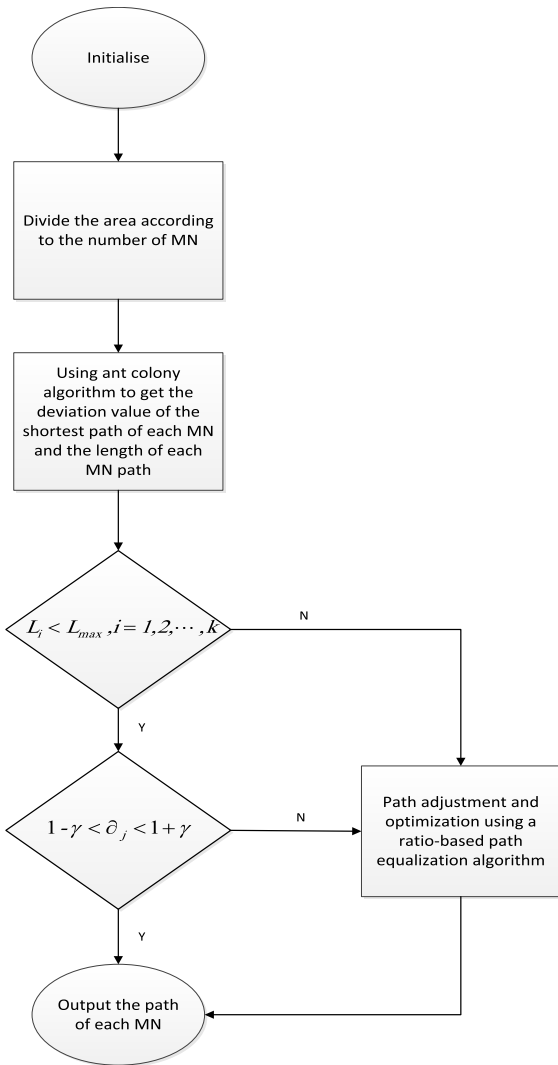 Initialise
Divide the area according
to the number of MN
Using ant colony
algorithm to get the
deviation value of the
shortest path of each MN
and the length of each
MN path
L_i < L_max ,i = 1,2,⋯ ,k
N
Y
1 - γ < ∂_j < 1 + γ
N
Path adjustment and
optimization using a
ratio-based path
equalization algorithm
Y
Output the path
of each MN